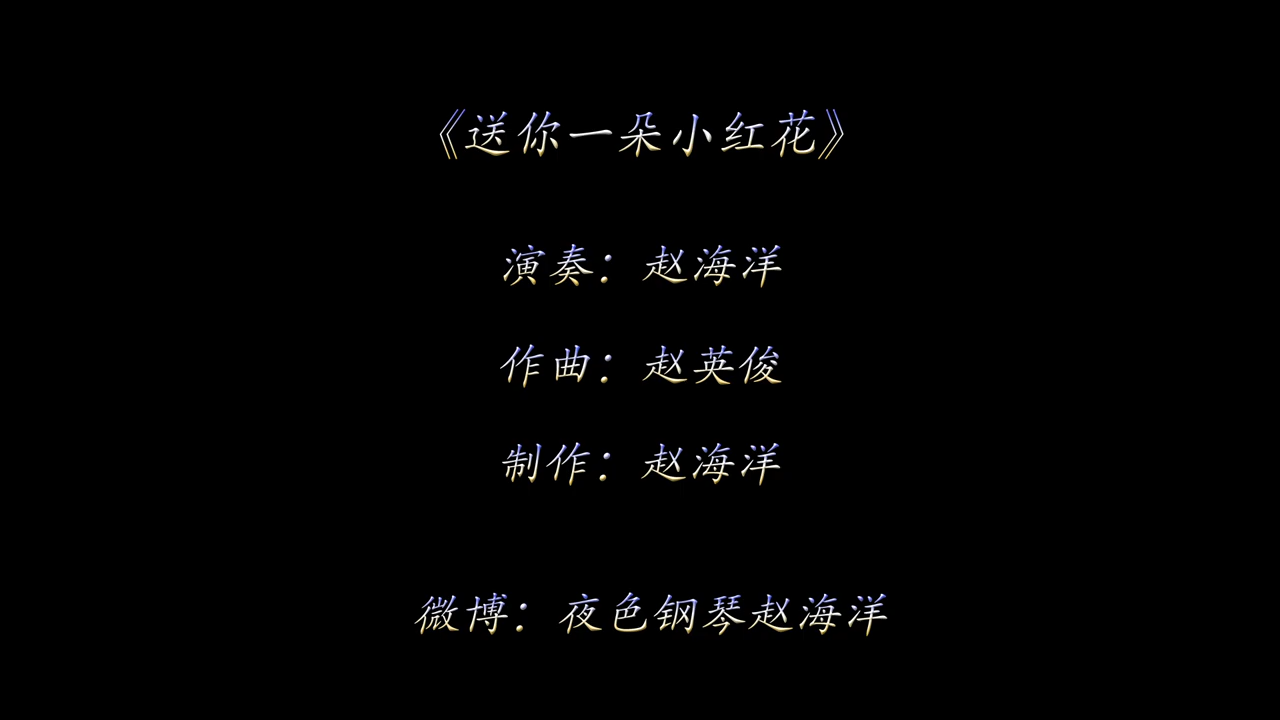 《送你一朵小红花》
演奏：赵海洋
作曲：赵英俊
制作：赵海洋
微博：夜色钢琴赵海洋